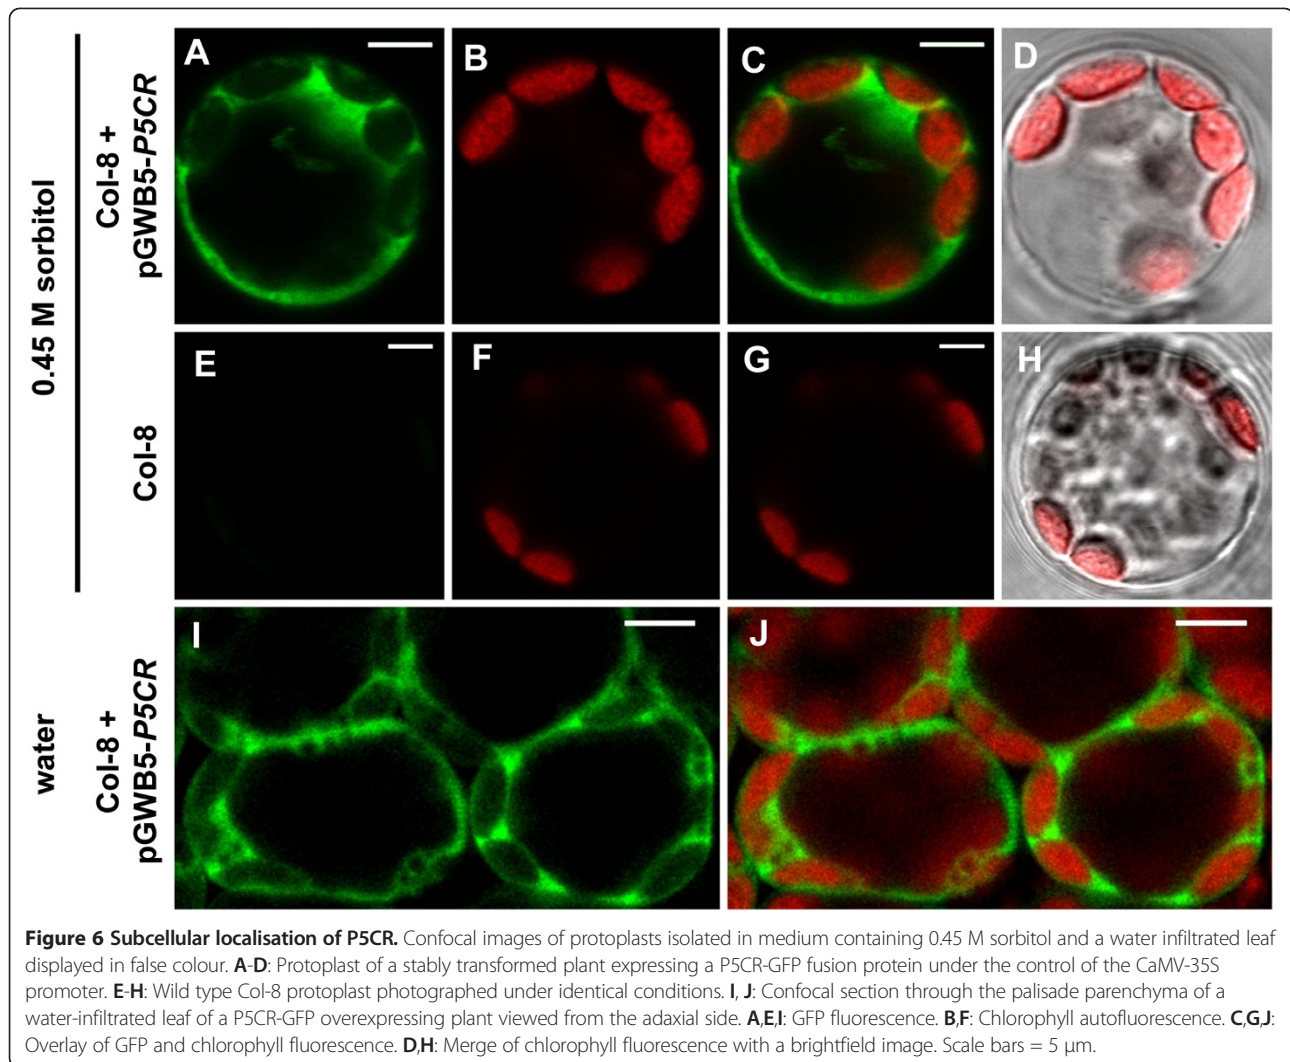 0.45 M sorbitol
Col-8 +
pGWB5-P5CR
A
B
C
D
Col-8
E
F
G
H
water
Col-8 +
pGWB5-P5CR
I
J
Figure 6 Subcellular localisation of P5CR. Confocal images of protoplasts isolated in medium containing 0.45 M sorbitol and a water infiltrated leaf
displayed in false colour. A-D: Protoplast of a stably transformed plant expressing a P5CR-GFP fusion protein under the control of the CaMV-35S
promoter. E-H: Wild type Col-8 protoplast photographed under identical conditions. I, J: Confocal section through the palisade parenchyma of a
water-infiltrated leaf of a P5CR-GFP overexpressing plant viewed from the adaxial side. A,E,I: GFP fluorescence. B,F: Chlorophyll autofluorescence. C,G,J:
Overlay of GFP and chlorophyll fluorescence. D,H: Merge of chlorophyll fluorescence with a brightfield image. Scale bars = 5 μm.